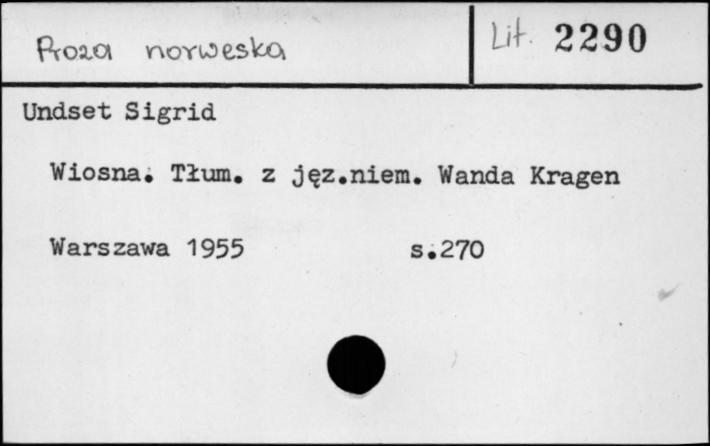 Proza norweska
Lit. 2290
Undset Sigrid
Wiosna. Tłum. z jęz.niem. Wanda Kragen
Warszawa 1955 s.270